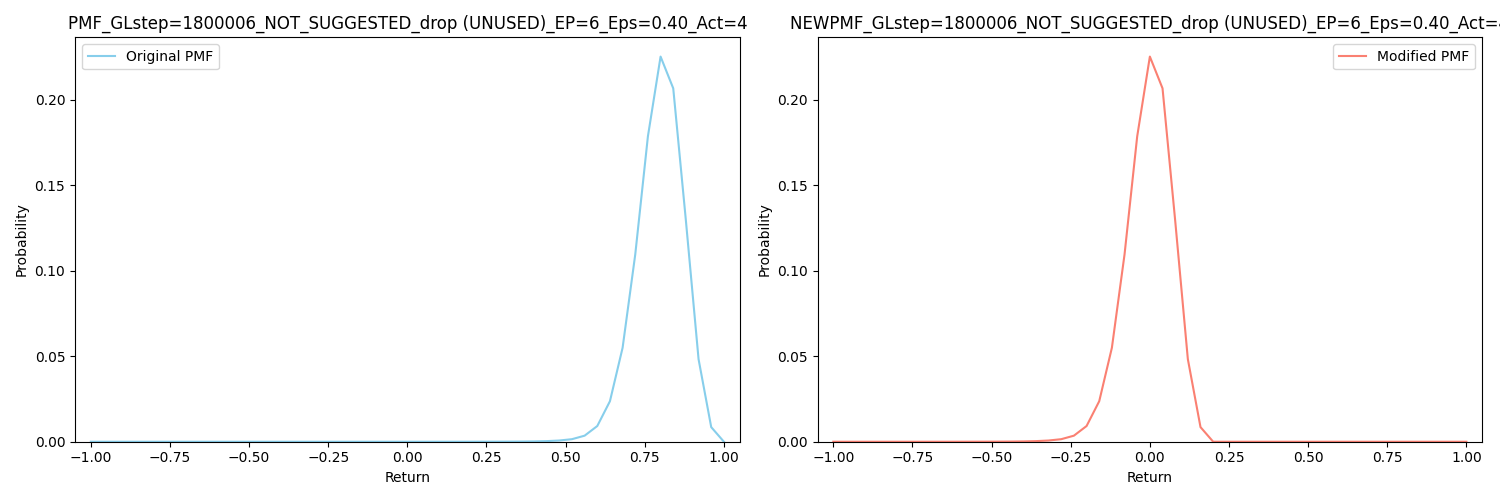 PMF_GLstep=1800006_NOT_SUGGESTED_drop (UNUSED)_EP=6_Eps=0.40_Act=4
Original PMF
Probability
0.20
0.15
0.10
0.05
0.00
−1.00 −0.75 −0.50 −0.25 0.00 0.25 0.50 0.75 1.00
Return
NEWPMF_GLstep=1800006_NOT_SUGGESTED_drop (UNUSED)_EP=6_Eps=0.40_Act=
Modified PMF
Probability
0.20
0.15
0.10
0.05
0.00
−1.00 −0.75 −0.50 −0.25 0.00 0.25 0.50 0.75 1.00
Return